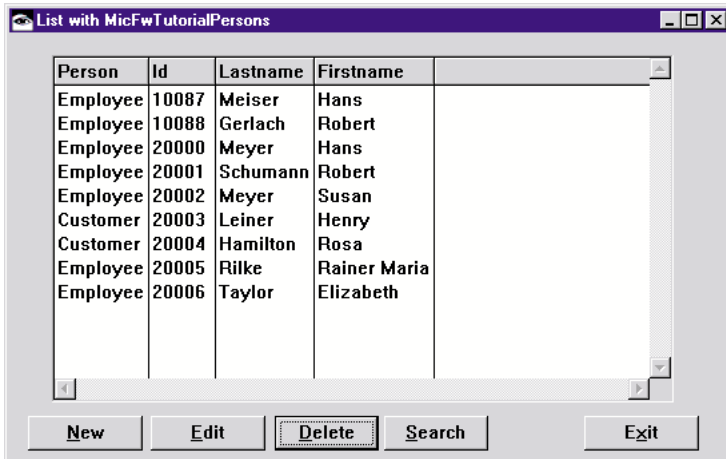 List with MicFwTutorialPersons
Person Id Lastname Firstname
Employee 10087 Meiser Hans
Employee 10088 Gerlach Robert
Employee 20000 Meyer Hans
Employee 20001 Schumann Robert
Employee 20002 Meyer Susan
Customer 20003 Leiner Henry
Customer 20004 Hamilton Rosa
Employee 20005 Rilke Rainer Maria
Employee 20006 Taylor Elizabeth
New Edit Delete Search Exit